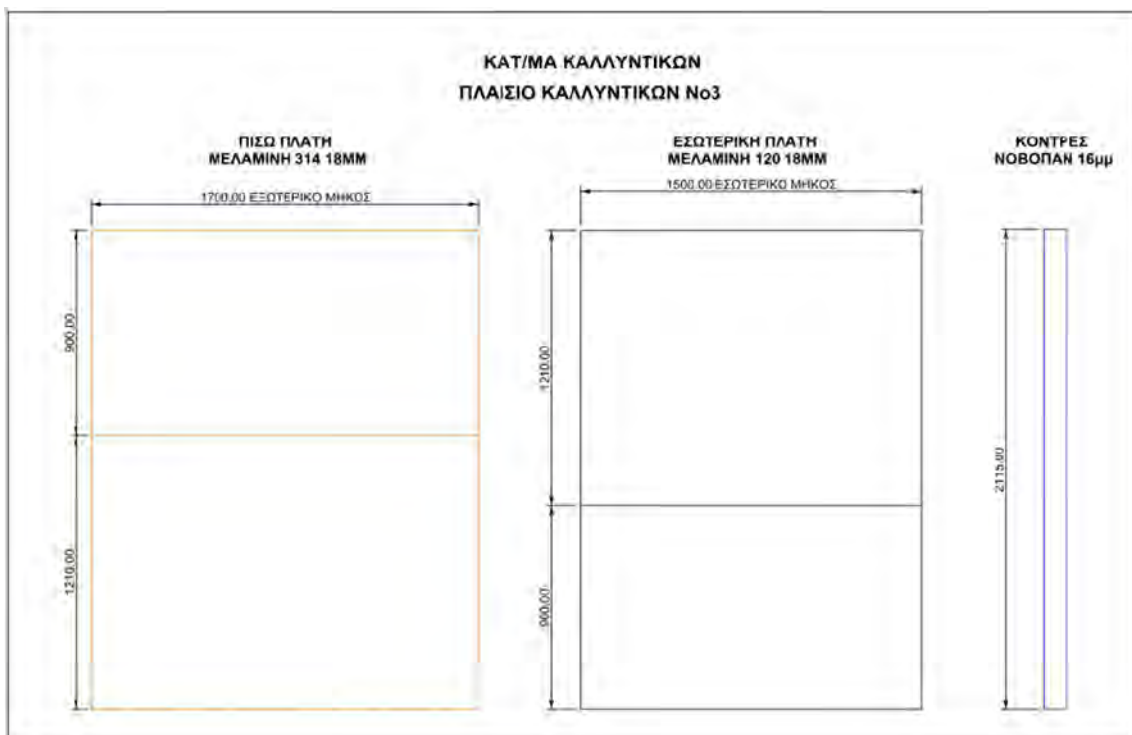 ΚΑΤ/ΜΑ ΚΑΛΛΥΝΤΙΚΩΝ
ΠΛΑΙΣΙΟ ΚΑΛΛΥΝΤΙΚΩΝ Νο3
ΠΙΣΩ ΠΛΑΤΗ
ΜΕΛΑΜΙΝΗ 314 18ΜΜ
1700.00 ΕΞΩΤΕΡΙΚΟ ΜΗΚΟΣ
900.00
1210.00
ΕΣΩΤΕΡΙΚΗ ΠΛΑΤΗ
ΜΕΛΑΜΙΝΗ 120 18ΜΜ
1500.00 ΕΣΩΤΕΡΙΚΟ ΜΗΚΟΣ
1210.00
900.00
ΚΟΝΤΡΕΣ
ΝΟΒΟΠΑΝ 16μμ
2115.00